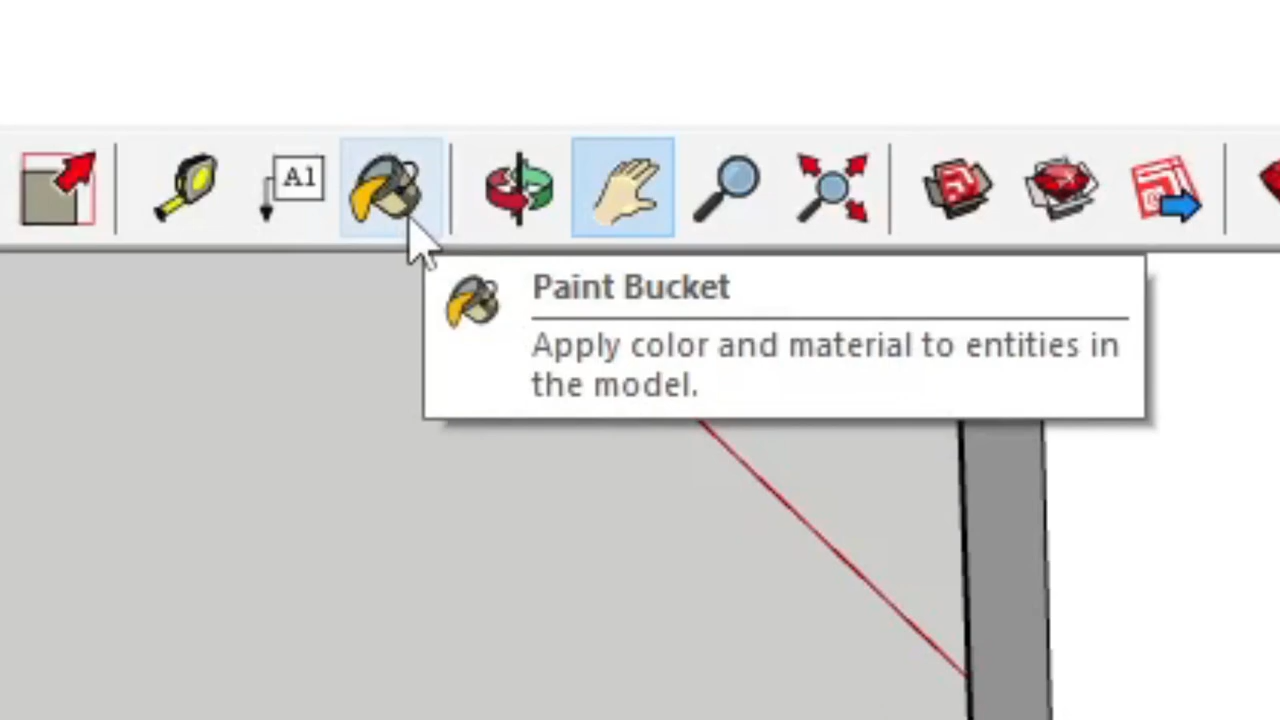 A1
Paint Bucket
Apply color and material to entities in
the model.